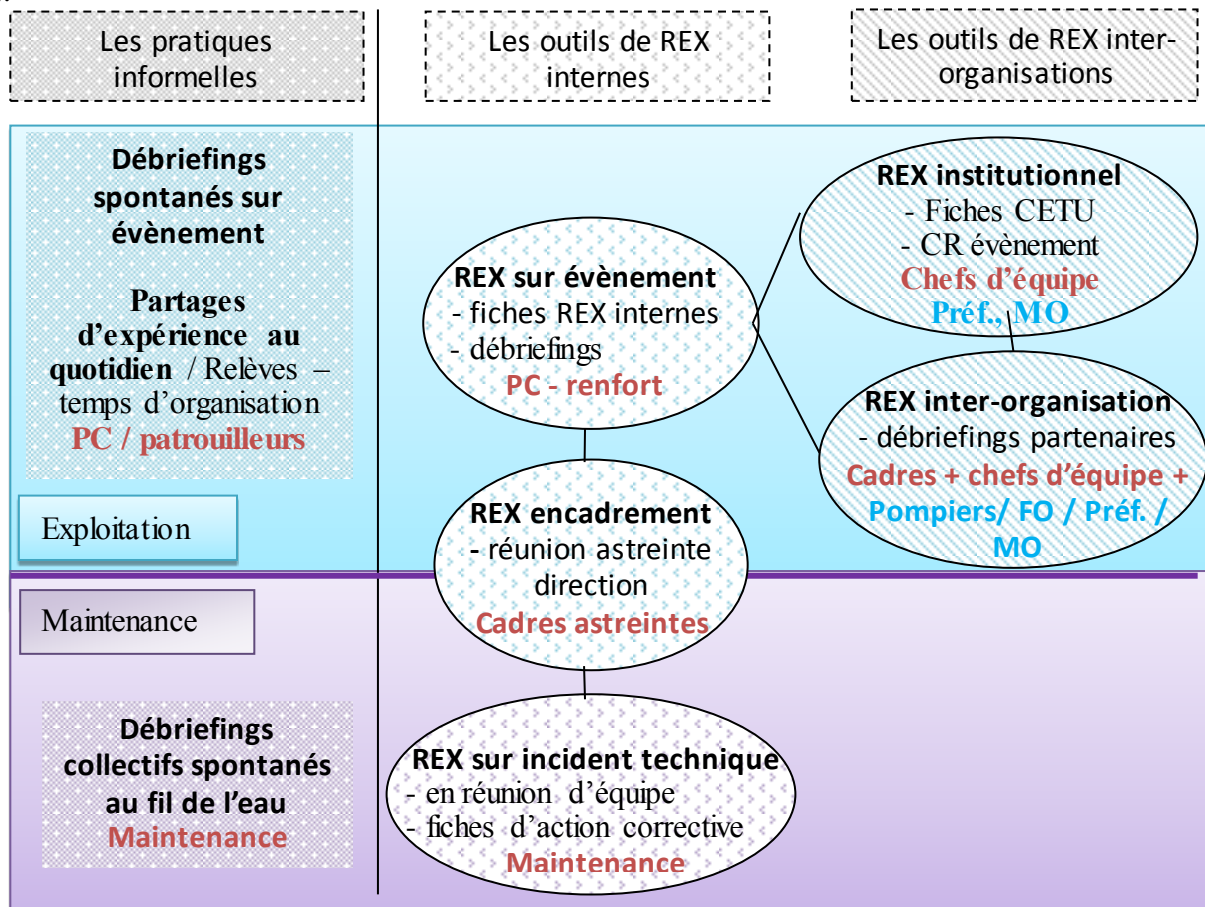 Les pratiques
informelles
Les outils de REX
internes
Les outils de REX inter-
organisations
Débriefings
spontanés sur
évènement
Partages
d'expérience au
quotidien / Relèves –
temps d'organisation
PC / patrouilleurs
Exploitation
REX sur évènement
- fiches REX internes
- débriefings
PC - renfort
REX institutionnel
- Fiches CETU
- CR évènement
Chefs d'équipe
Préf., MO
REX inter-organisation
- débriefings partenaires
Cadres + chefs d'équipe +
Pompiers/ FO / Préf. /
MO
REX encadrement
- réunion astreinte
direction
Cadres astreintes
Maintenance
Débriefings
collectifs spontanés
au fil de l'eau
Maintenance
REX sur incident technique
- en réunion d'équipe
- fiches d'action corrective
Maintenance